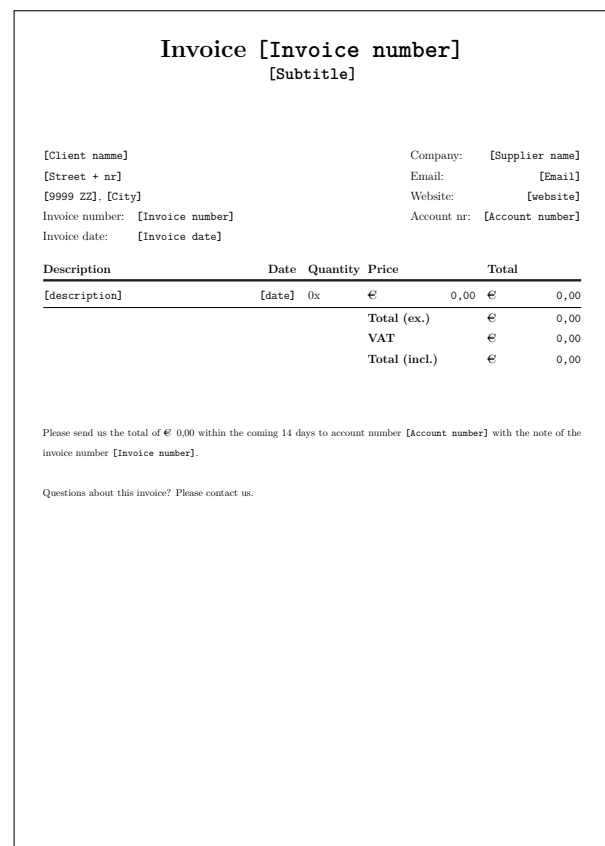 Invoice [Invoice number]
[Subtitle]
[Client namme]
[Street + nr]
[9999 ZZ], [City]
Invoice number: [Invoice number]
Invoice date: [Invoice date]
Company: [Supplier name]
Email: [Email]
Website: [website]
Account nr: [Account number]
Description Date Quantity Price Total
[description] [date] 0x € 0,00 € 0,00
Total (ex.) € 0,00
VAT € 0,00
Total (incl.) € 0,00
Please send us the total of € 0,00 within the coming 14 days to account number [Account number] with the note of the
invoice number [Invoice number].
Questions about this invoice? Please contact us.